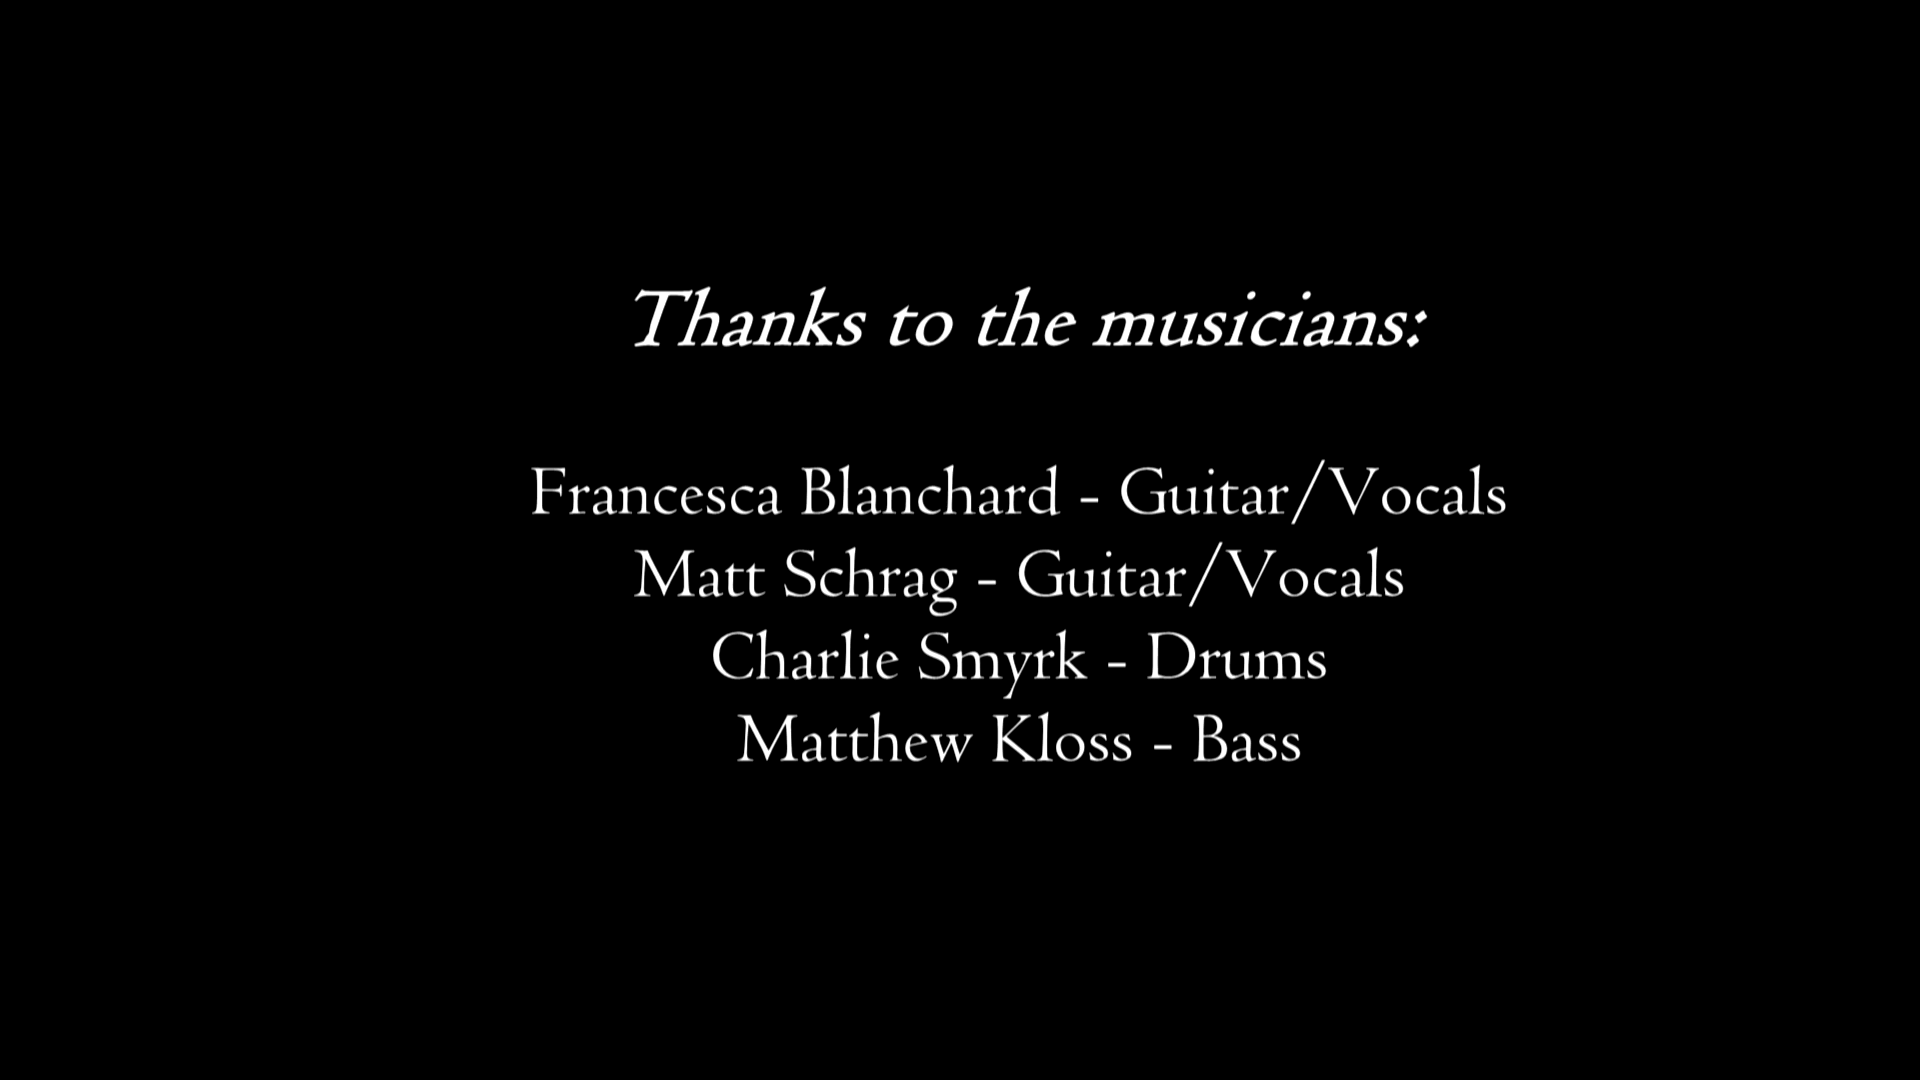 Thanks to the musicians:
Francesca Blanchard - Guitar/Vocals
Matt Schrag - Guitar/Vocals
Charlie Smyrk - Drums
Matthew Kloss - Bass